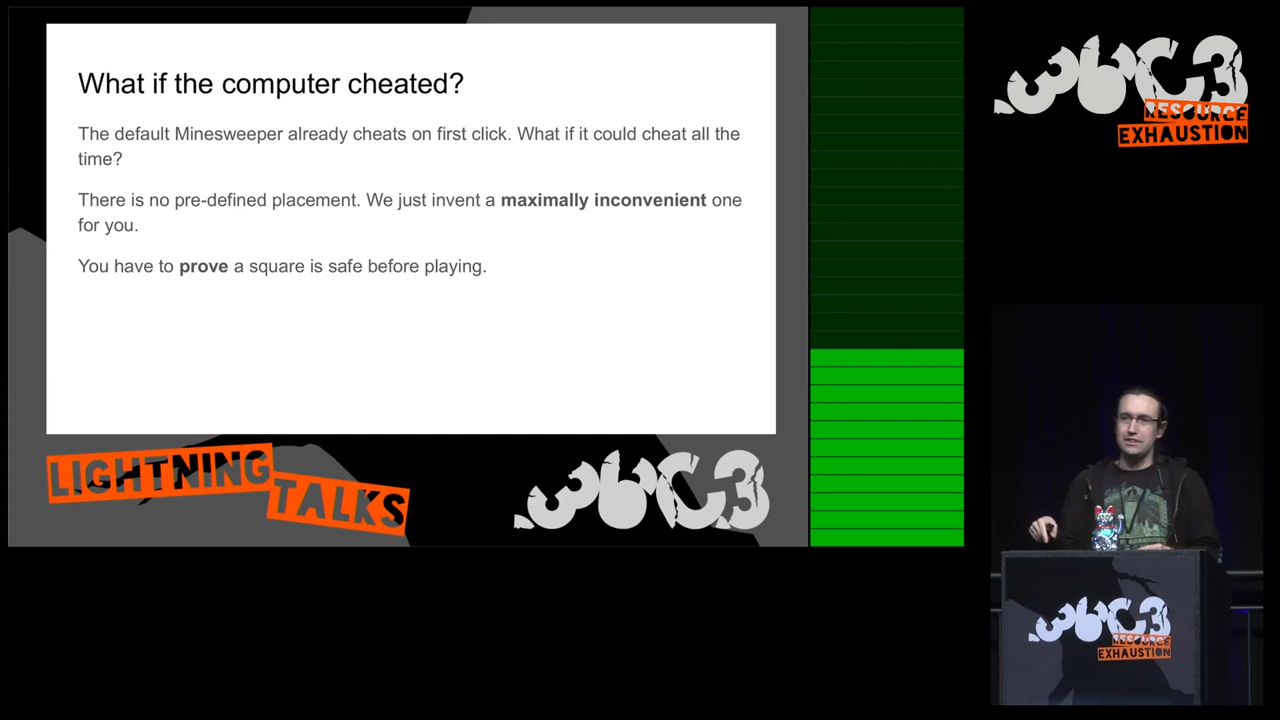 What if the computer cheated?
The default Minesweeper already cheats on first click. What if it could cheat all the
time?
There is no pre-defined placement. We just invent a maximally inconvenient one
for you.
You have to prove a square is safe before playing.
LIGHTNING
TALKS
36C3
36C3
RESOURCE
EXHAUSTION
36C3
RESOURCE
EXHAUSTION